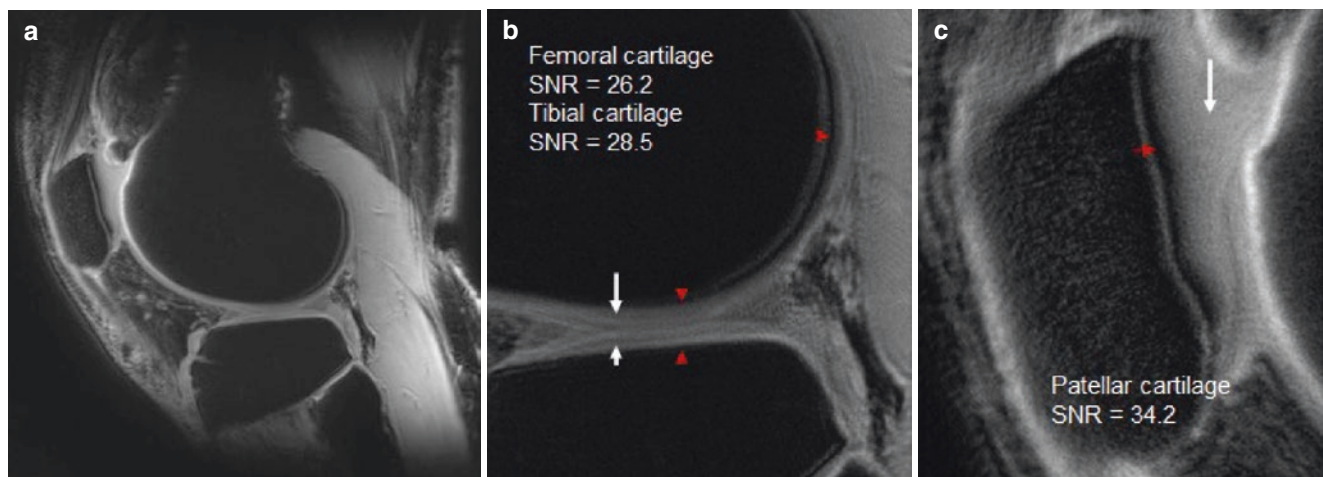 a
b
Femoral cartilage
SNR = 26.2
Tibial cartilage
SNR = 28.5
c
Patellar cartilage
SNR = 34.2